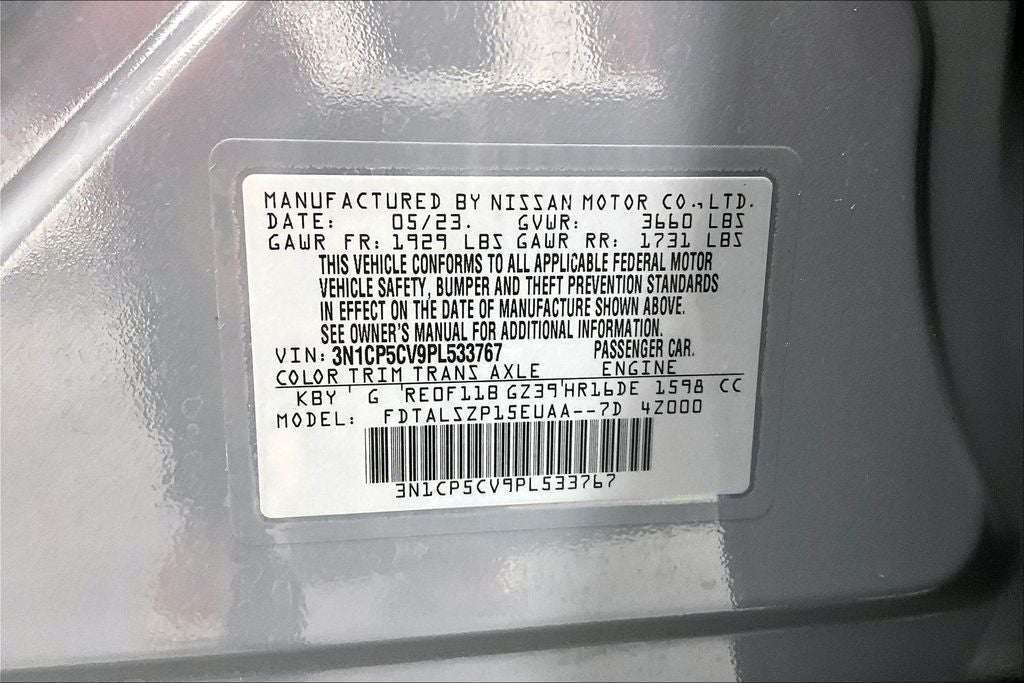 MANUFACTURED BY NISSAN MOTOR CO.,LTD.
DATE: 05/23. GVWR: 3660 LBS
GAWR FR: 1929 LBS GAWR RR: 1731 LBS
THIS VEHICLE CONFORMS TO ALL APPLICABLE FEDERAL MOTOR
VEHICLE SAFETY, BUMPER AND THEFT PREVENTION STANDARDS
IN EFFECT ON THE DATE OF MANUFACTURE SHOWN ABOVE.
SEE OWNER'S MANUAL FOR ADDITIONAL INFORMATION.
VIN: 3N1CP5CV9PL533767 PASSENGER CAR.
COLOR TRIM TRANS AXLE ENGINE
KBY G RE0F11B GZ39 HR16DE 1598 CC
MODEL: FDTALSZP15EUAA--7D 4Z000
3N1CP5CV9PL533767